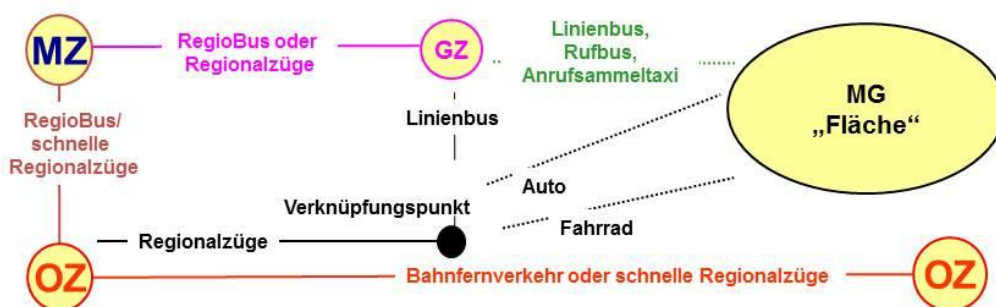 MZ
RegioBus oder
Regionalzüge
GZ
Linienbus,
Rufbus,
Anrufsammeltaxi
MG
„Fläche“
RegioBus/
schnelle
Regionalzüge
Linienbus
Auto
Verknüpfungspunkt
Fahrrad
Regionalzüge
OZ
Bahnfernverkehr oder schnelle Regionalzüge
OZ